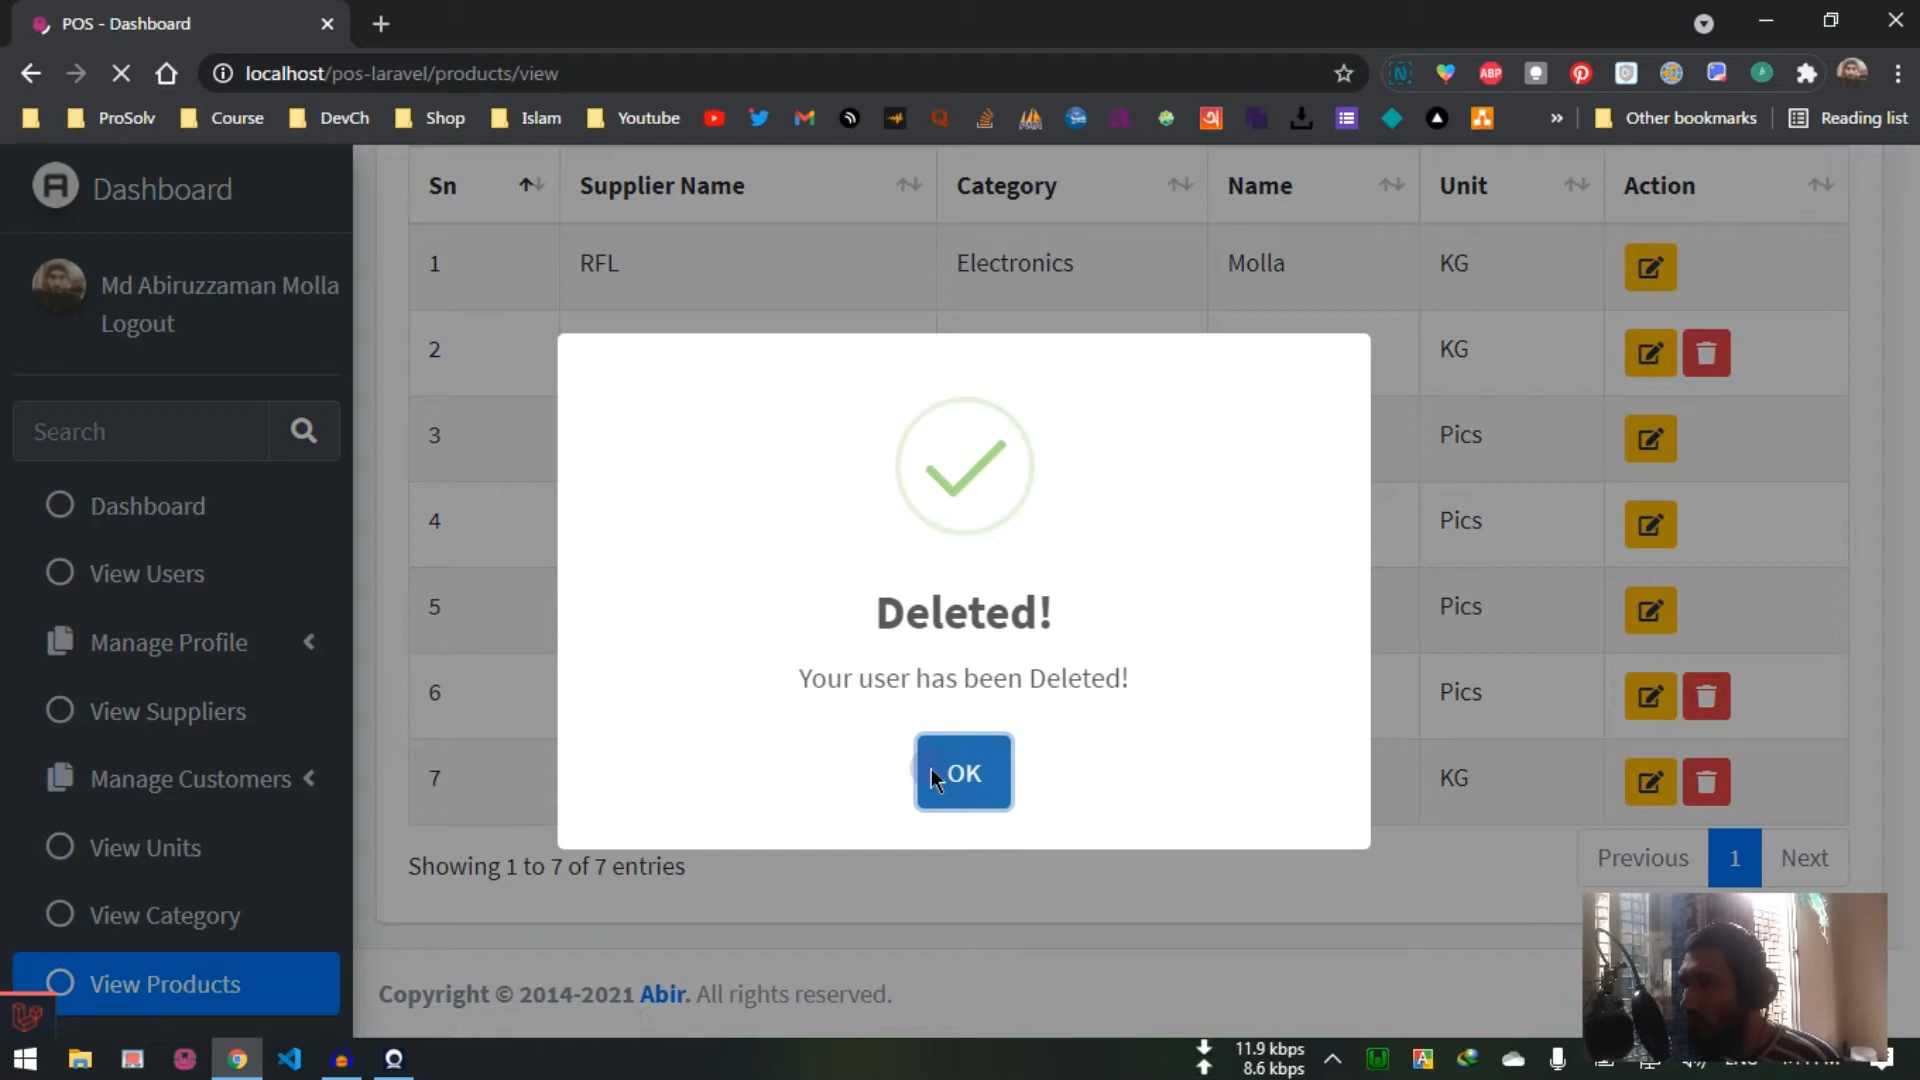 POS - Dashboard
localhost/pos-laravel/products/view
ABP
ProSolv
Course
DevCh
Shop
Islam
Youtube
Other bookmarks
Reading list
Dashboard
Md Abiruzzaman Molla
Logout
Search
Dashboard
View Users
Manage Profile
View Suppliers
Manage Customers
View Units
View Category
View Products
Sn Supplier Name Category Name Unit Action
1 RFL Electronics Molla KG
2 KG
3 Pics
4 Pics
5 Pics
6 Pics
7 KG
Deleted!
Your user has been Deleted!
OK
Showing 1 to 7 of 7 entries
Previous 1 Next
Copyright © 2014-2021 Abir. All rights reserved.
11.9 kbps
8.6 kbps